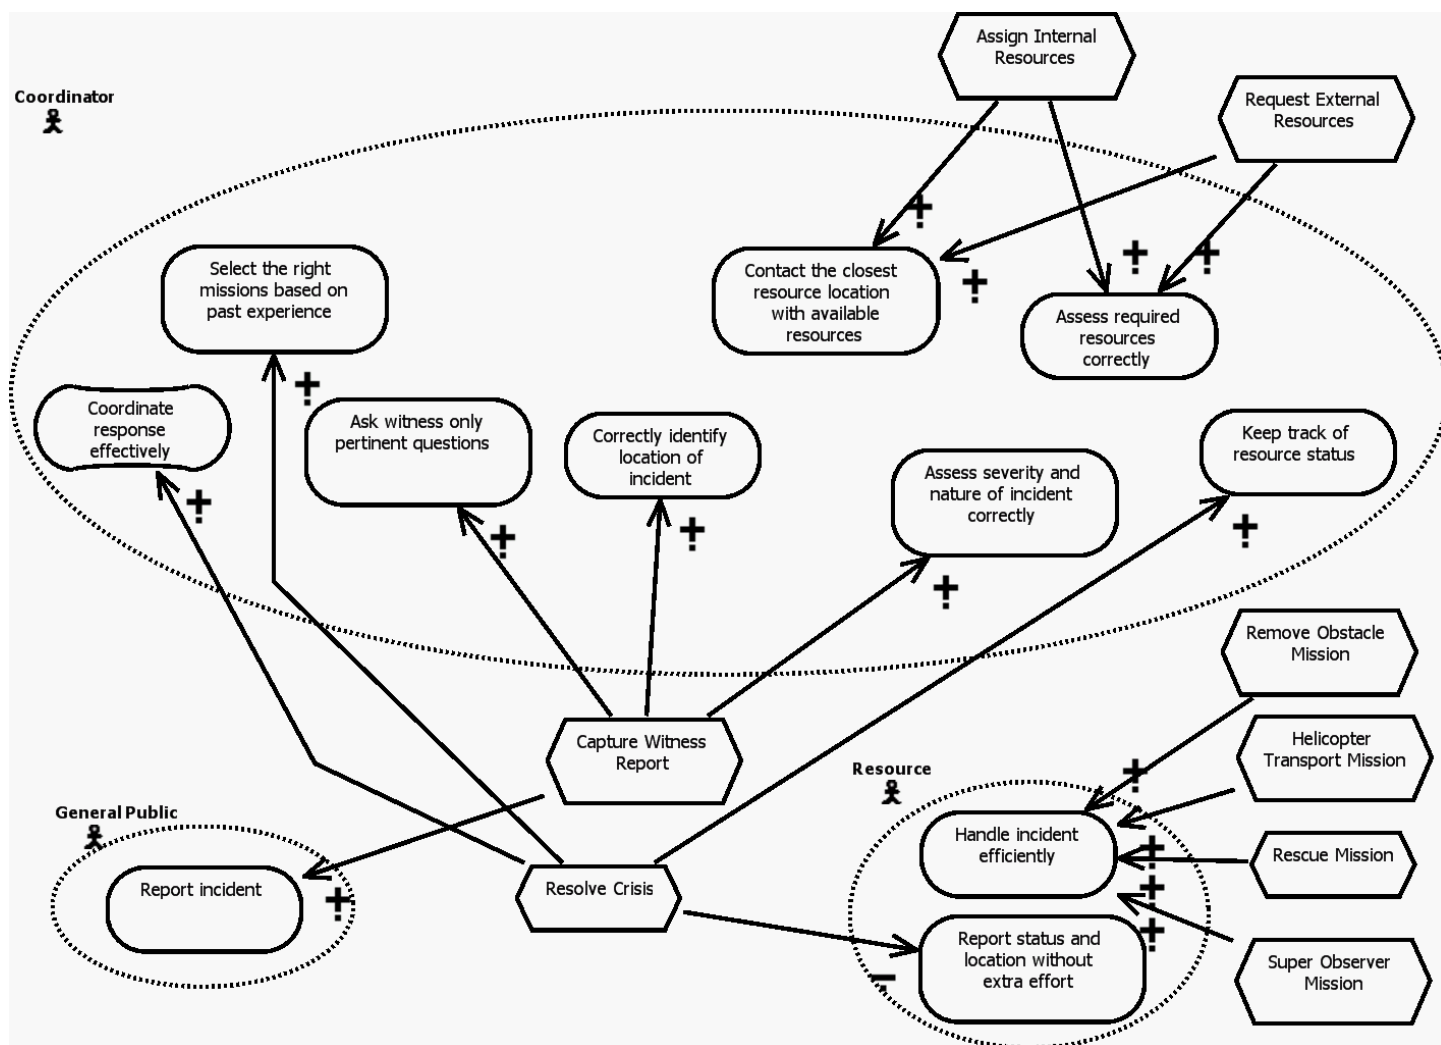 Assign Internal
Resources
Request External
Resources
Coordinator
Select the right
missions based on
past experience
Contact the closest
resource location
with available
resources
Assess required
resources
correctly
Coordinate
response
effectively
Ask witness only
pertinent questions
Correctly identify
location of
incident
Assess severity and
nature of incident
correctly
Keep track of
resource status
Remove Obstacle
Mission
Capture Witness
Report
Helicopter
Transport Mission
Resource
General Public
Handle incident
efficiently
Rescue Mission
Report incident
Resolve Crisis
Report status and
location without
extra effort
Super Observer
Mission